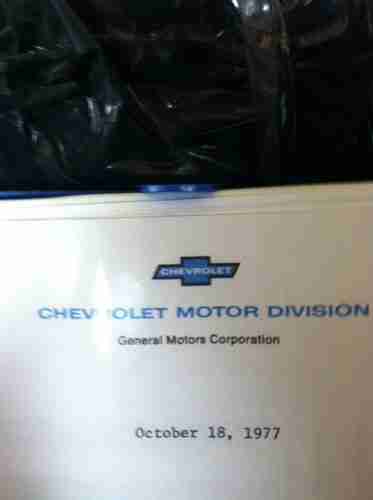 CHEVROLET
CHEVROLET MOTOR DIVISION
General Motors Corporation
October 18, 1977